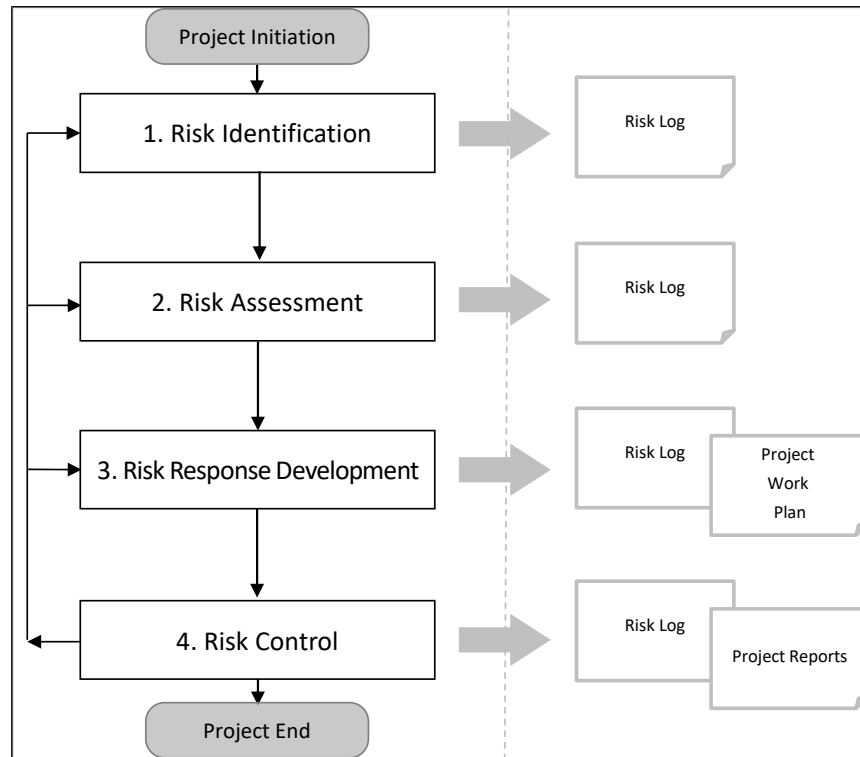 Project Initiation
1. Risk Identification
Risk Log
2. Risk Assessment
Risk Log
3. Risk Response Development
Risk Log
Project
Work
Plan
4. Risk Control
Risk Log
Project Reports
Project End